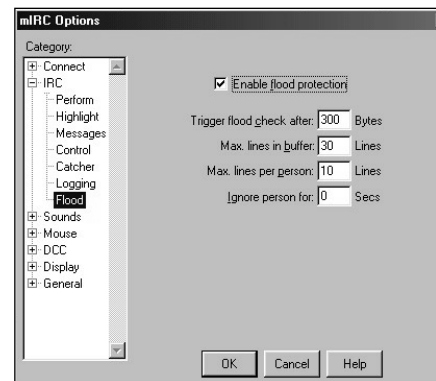 mIRC Options
Category:
Connect
IRC
Perform
Highlight
Messages
Control
Catcher
Logging
Flood
Sounds
Mouse
DCC
Display
General
Enable flood protection
Trigger flood check after: 300 Bytes
Max. lines in buffer: 30 Lines
Max. lines per person: 10 Lines
Ignore person for: 0 Secs
OK Cancel Help